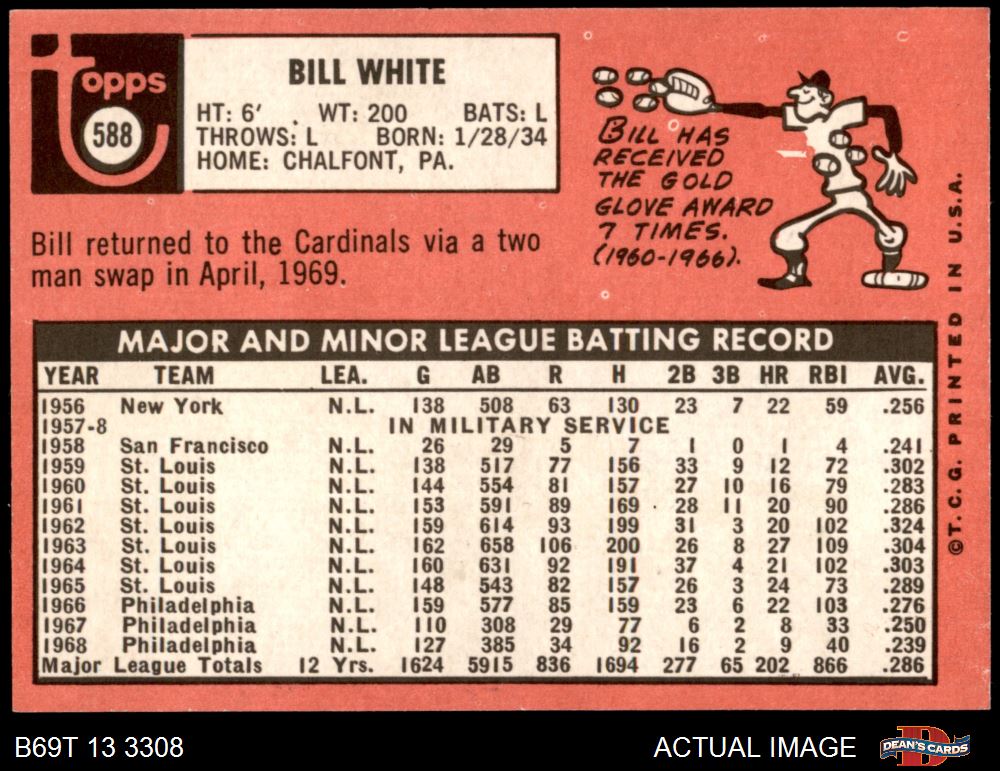 Topps
588
BILL WHITE
HT: 6' . WT: 200 BATS: L
THROWS: L BORN: 1/28/34
HOME: CHALFONT, PA.
BILL HAS
RECEIVED
THE GOLD
GLOVE AWARD
7 TIMES.
(1960-1966).
Bill returned to the Cardinals via a two
man swap in April, 1969.
MAJOR AND MINOR LEAGUE BATTING RECORD
YEAR TEAM LEA. G AB R H 2B 3B HR RBI AVG.
1956 New York N.L. 138 508 63 130 23 7 22 59 .256
1957-8 IN MILITARY SERVICE
1958 San Francisco N.L. 26 29 5 7 1 0 1 4 .241
1959 St. Louis N.L. 138 517 77 156 33 9 12 72 .302
1960 St. Louis N.L. 144 554 81 157 27 10 16 79 .283
1961 St. Louis N.L. 153 591 89 169 28 11 20 90 .286
1962 St. Louis N.L. 159 614 93 199 31 3 20 102 .324
1963 St. Louis N.L. 162 658 106 200 26 8 27 109 .304
1964 St. Louis N.L. 160 631 92 191 37 4 21 102 .303
1965 St. Louis N.L. 148 543 82 157 26 3 24 73 .289
1966 Philadelphia N.L. 159 577 85 159 23 6 22 103 .276
1967 Philadelphia N.L. 110 308 29 77 6 2 8 33 .250
1968 Philadelphia N.L. 127 385 34 92 16 2 9 40 .239
Major League Totals 12 Yrs. 1624 5915 836 1694 277 65 202 866 .286
©T.C.G. PRINTED IN U.S.A.
B69T 13 3308
ACTUAL IMAGE
D
DEAN'S CARDS